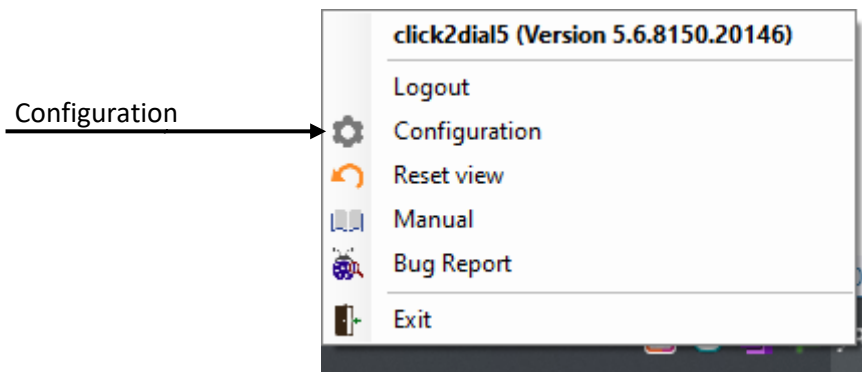 click2dial5 (Version 5.6.8150.20146)
Logout
Configuration
Configuration
Reset view
Manual
Bug Report
Exit